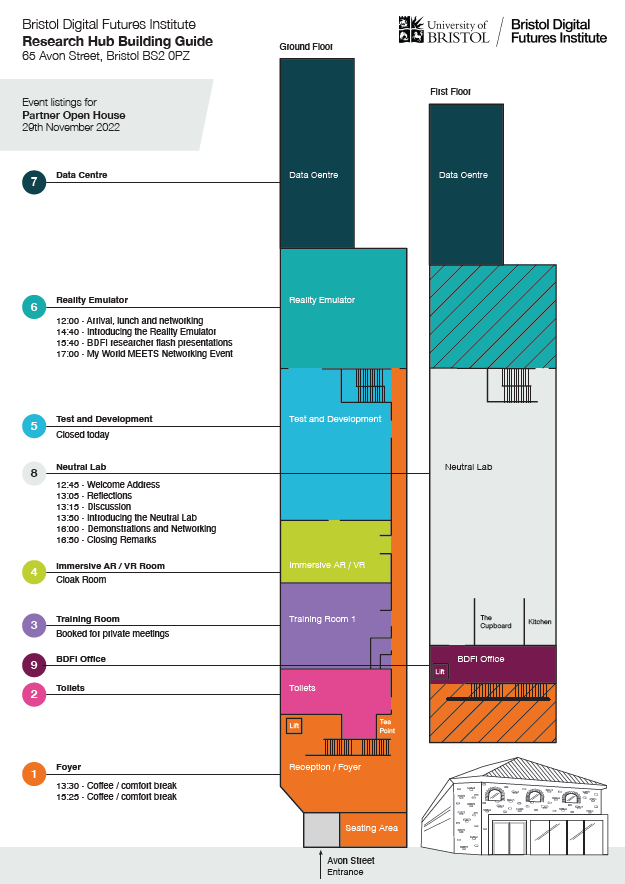 Bristol Digital Futures Institute
Research Hub Building Guide
65 Avon Street, Bristol BS2 0PZ
University of
BRISTOL
Bristol Digital
Futures Institute
Event listings for
Partner Open House
29th November 2022
Ground Floor
First Floor
7
Data Centre
Data Centre
Data Centre
6
Reality Emulator
12:00 - Arrival, lunch and networking
14:40 - Introducing the Reality Emulator
15:40 - BDFI researcher flash presentations
17:00 - My World MEETS Networking Event
Reality Emulator
5
Test and Development
Closed today
Test and Development
8
Neutral Lab
12:45 - Welcome Address
13:05 - Reflections
13:15 - Discussion
13:50 - Introducing the Neutral Lab
16:00 - Demonstrations and Networking
16:50 - Closing Remarks
Neutral Lab
4
Immersive AR / VR Room
Cloak Room
Immersive AR / VR
3
Training Room
Booked for private meetings
Training Room 1
The
Cupboard
Kitchen
9
BDFI Office
BDFI Office
Lift
2
Toilets
Toilets
Lift
Tea
Point
1
Foyer
13:30 - Coffee / comfort break
15:25 - Coffee / comfort break
Reception / Foyer
Seating Area
Avon Street
Entrance